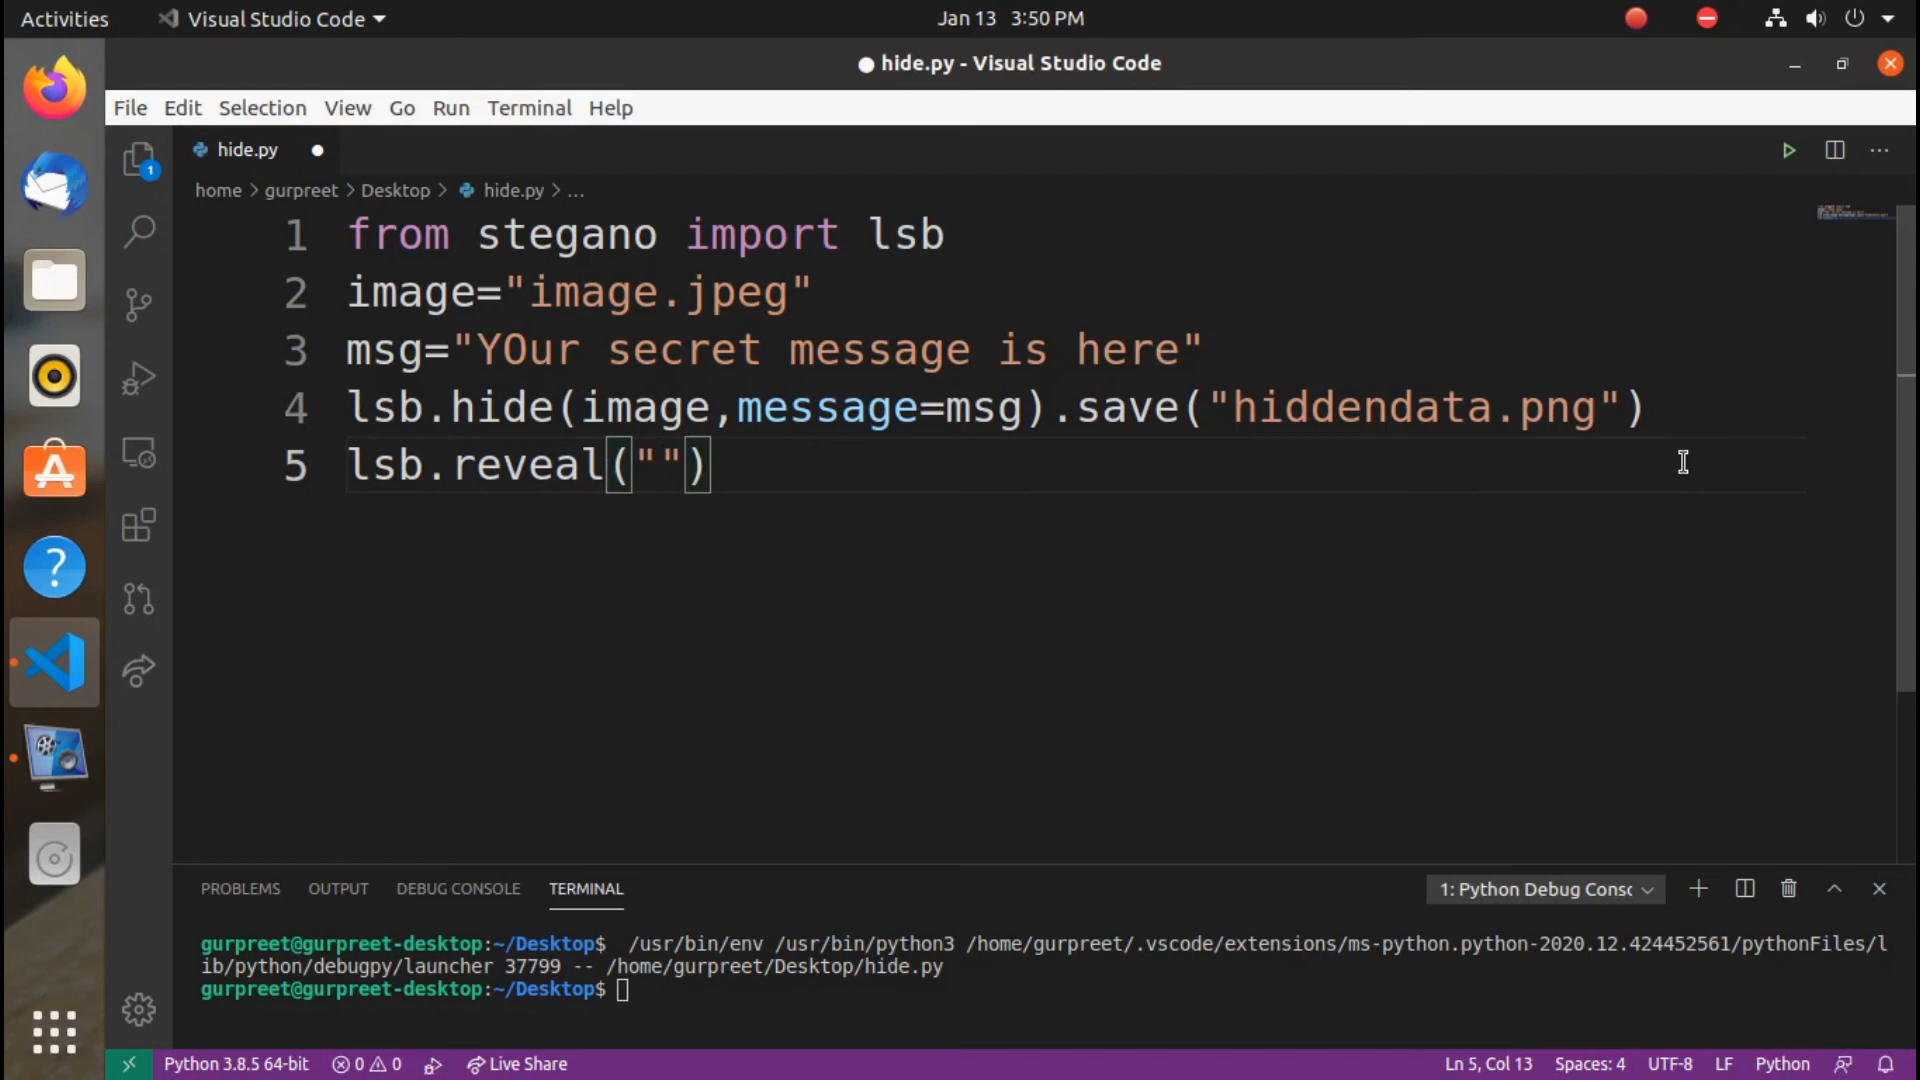 Activities Visual Studio Code Jan 13 3:50 PM
● hide.py - Visual Studio Code
File Edit Selection View Go Run Terminal Help
1 hide.py ●
home > gurpreet > Desktop > hide.py > ...
1 from stegano import lsb
2 image="image.jpeg"
3 msg="YOur secret message is here"
4 lsb.hide(image,message=msg).save("hiddendata.png")
5 lsb.reveal("")
PROBLEMS OUTPUT DEBUG CONSOLE TERMINAL 1: Python Debug Consc
gurpreet@gurpreet-desktop:~/Desktop$ /usr/bin/env /usr/bin/python3 /home/gurpreet/.vscode/extensions/ms-python.python-2020.12.424452561/pythonFiles/l
ib/python/debugpy/launcher 37799 -- /home/gurpreet/Desktop/hide.py
gurpreet@gurpreet-desktop:~/Desktop$
Python 3.8.5 64-bit 0 0 Live Share Ln 5, Col 13 Spaces: 4 UTF-8 LF Python